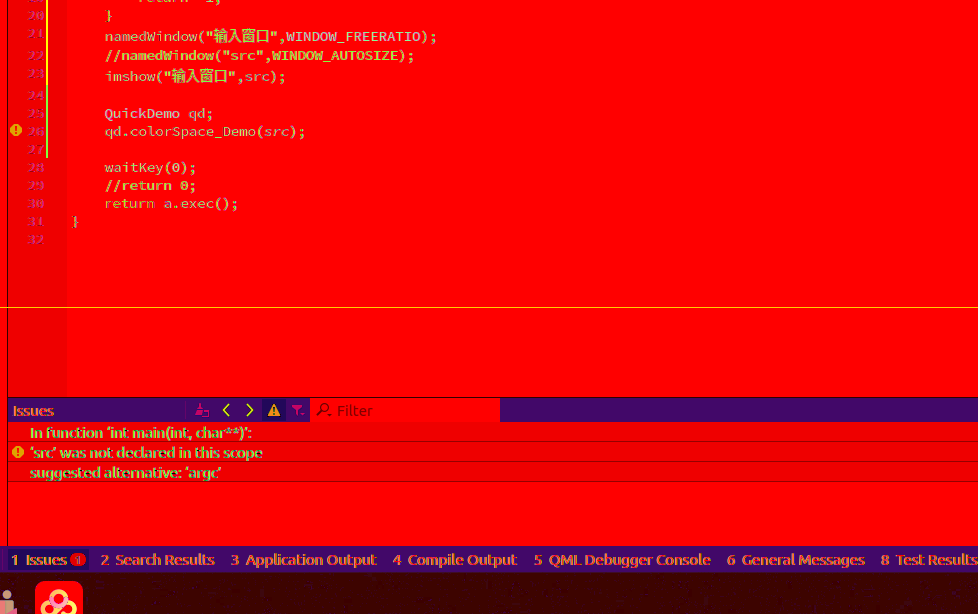 20 }
21 namedWindow("输入窗口",WINDOW_FREERATIO);
22 //namedWindow("src",WINDOW_AUTOSIZE);
23 imshow("输入窗口",src);
24
25 QuickDemo qd;
26 qd.colorSpace_Demo(src);
27
28 waitKey(0);
29 //return 0;
30 return a.exec();
31 }
32
Issues Filter
In function ‘int main(int, char**)’:
‘src’ was not declared in this scope
suggested alternative: ‘argc’
1 Issues 1 2 Search Results 3 Application Output 4 Compile Output 5 QML Debugger Console 6 General Messages 8 Test Results